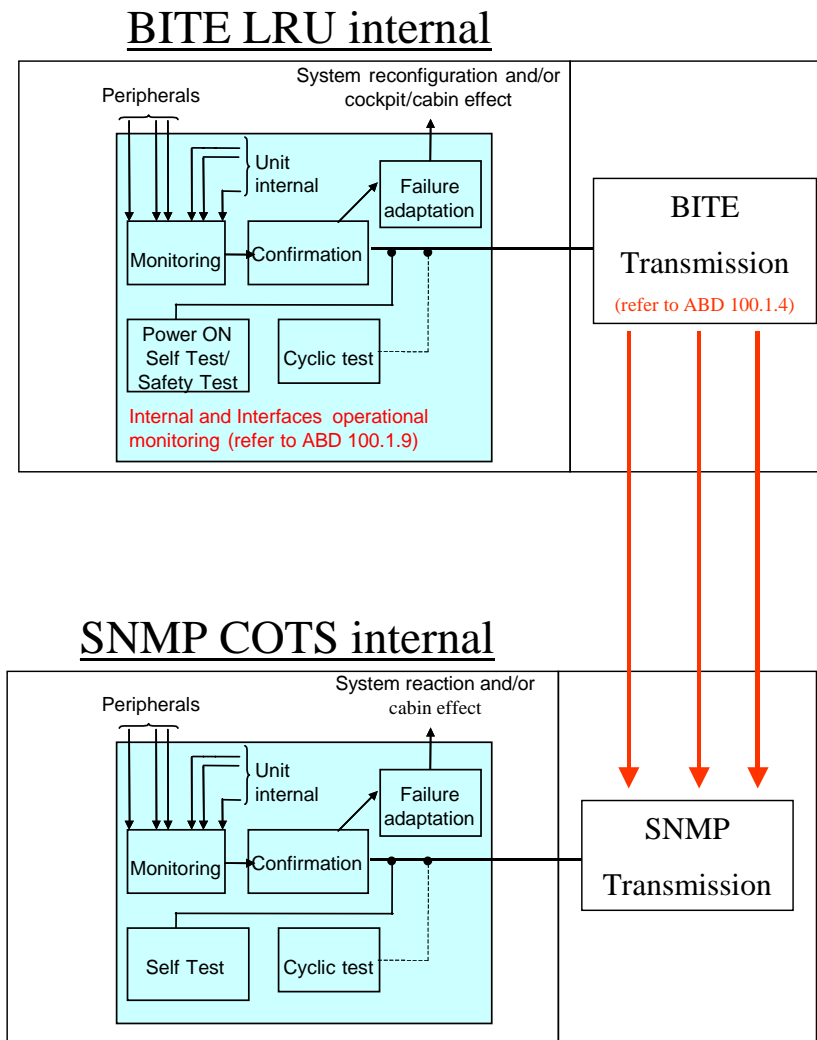 BITE LRU internal
System reconfiguration and/or
cockpit/cabin effect
Peripherals
Unit
internal
Failure
adaptation
Monitoring
Confirmation
BITE
Transmission
(refer to ABD 100.1.4)
Power ON
Self Test/
Safety Test
Cyclic test
Internal and Interfaces operational
monitoring (refer to ABD 100.1.9)
SNMP COTS internal
System reaction and/or
cabin effect
Peripherals
Unit
internal
Failure
adaptation
Monitoring
Confirmation
SNMP
Transmission
Self Test
Cyclic test